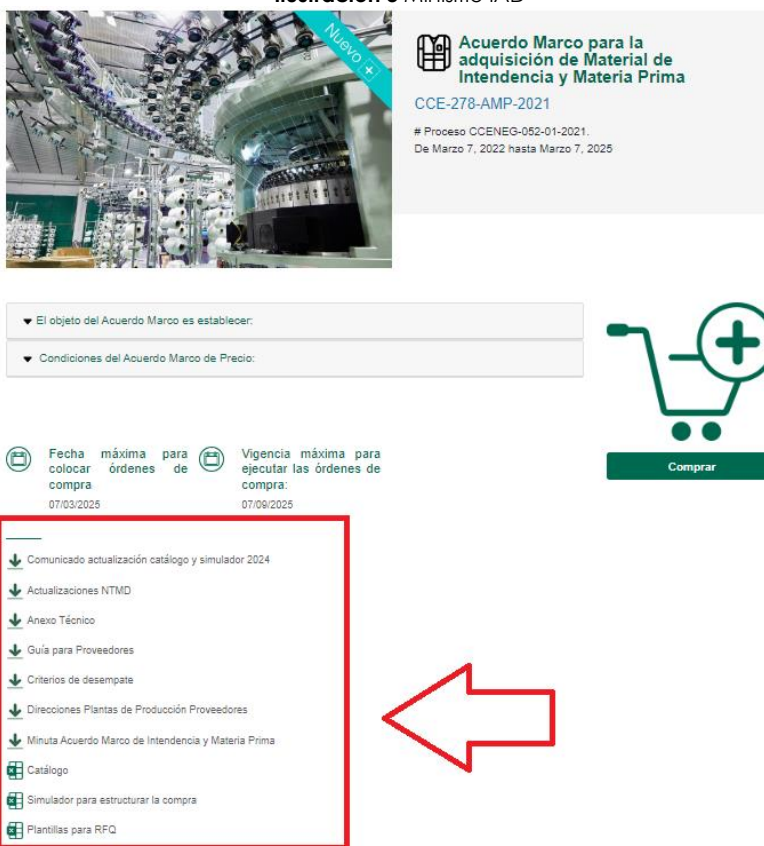 Ilustración 3 Minisitio IAD
Nuevo +
Acuerdo Marco para la
adquisición de Material de
Intendencia y Materia Prima
CCE-278-AMP-2021
# Proceso CCENEG-052-01-2021.
De Marzo 7, 2022 hasta Marzo 7, 2025
El objeto del Acuerdo Marco es establecer:
Condiciones del Acuerdo Marco de Precio:
Fecha máxima para
colocar órdenes de
compra
07/03/2025
Vigencia máxima para
ejecutar las órdenes de
compra:
07/09/2025
Comprar
Comunicado actualización catálogo y simulador 2024
Actualizaciones NTMD
Anexo Técnico
Guía para Proveedores
Criterios de desempate
Direcciones Plantas de Producción Proveedores
Minuta Acuerdo Marco de Intendencia y Materia Prima
Catálogo
Simulador para estructurar la compra
Plantillas para RFQ